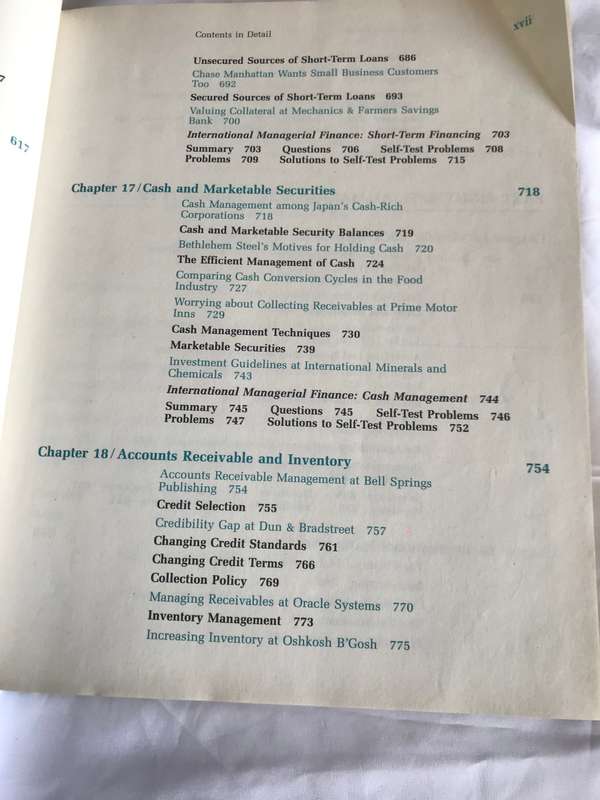 Contents in Detail
xvii
7
617
Unsecured Sources of Short-Term Loans 686
Chase Manhattan Wants Small Business Customers
Too 692
Secured Sources of Short-Term Loans 693
Valuing Collateral at Mechanics & Farmers Savings
Bank 700
International Managerial Finance: Short-Term Financing 703
Summary 703 Questions 706 Self-Test Problems 708
Problems 709 Solutions to Self-Test Problems 715
Chapter 17/Cash and Marketable Securities 718
Cash Management among Japan's Cash-Rich
Corporations 718
Cash and Marketable Security Balances 719
Bethlehem Steel's Motives for Holding Cash 720
The Efficient Management of Cash 724
Comparing Cash Conversion Cycles in the Food
Industry 727
Worrying about Collecting Receivables at Prime Motor
Inns 729
Cash Management Techniques 730
Marketable Securities 739
Investment Guidelines at International Minerals and
Chemicals 743
International Managerial Finance: Cash Management 744
Summary 745 Questions 745 Self-Test Problems 746
Problems 747 Solutions to Self-Test Problems 752
Chapter 18/Accounts Receivable and Inventory 754
Accounts Receivable Management at Bell Springs
Publishing 754
Credit Selection 755
Credibility Gap at Dun & Bradstreet 757
Changing Credit Standards 761
Changing Credit Terms 766
Collection Policy 769
Managing Receivables at Oracle Systems 770
Inventory Management 773
Increasing Inventory at Oshkosh B'Gosh 775